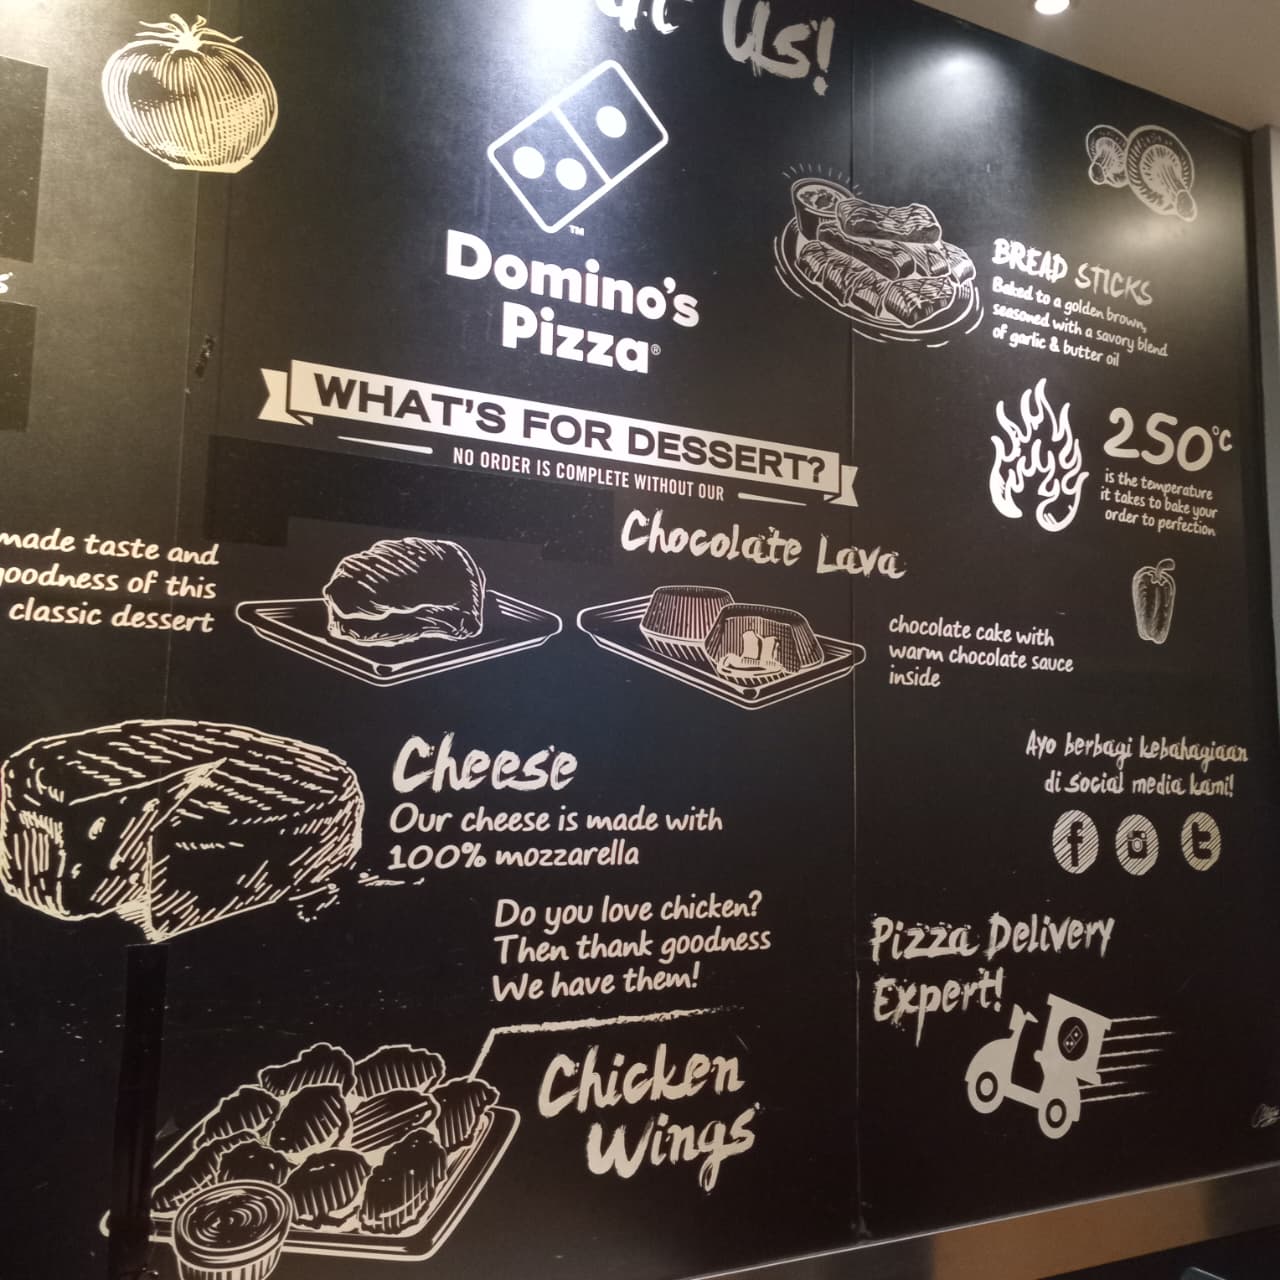 Us!
TM
Domino's
Pizza®
WHAT'S FOR DESSERT?
NO ORDER IS COMPLETE WITHOUT OUR
BREAD STICKS
Baked to a golden brown,
seasoned with a savory blend
of garlic & butter oil
250°C
is the temperature
it takes to bake your
order to perfection
made taste and
goodness of this
classic dessert
Chocolate Lava
chocolate cake with
warm chocolate sauce
inside
Cheese
Our cheese is made with
100% mozzarella
Ayo berbagi kebahagiaan
di social media kami!
f t
Do you love chicken?
Then thank goodness
We have them!
Chicken
Wings
Pizza Delivery
Expert!